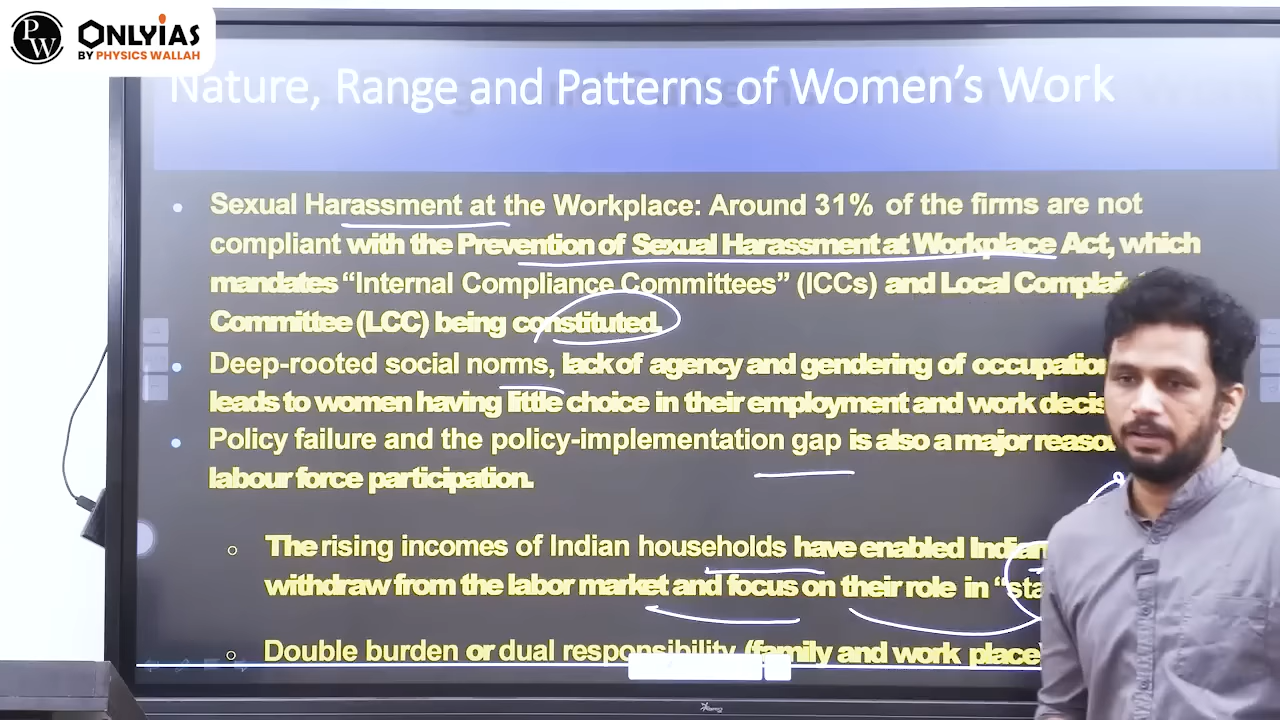 PW
ONLYIAS
BY PHYSICS WALLAH
Nature, Range and Patterns of Women's Work
• Sexual Harassment at the Workplace: Around 31% of the firms are not
compliant with the Prevention of Sexual Harassment at Workplace Act, which
mandates “Internal Compliance Committees” (ICCs) and Local
Committee (LCC) being constituted.
• Deep-rooted social norms, lack of agency and gendering of
leads to women having little choice in their employment and work
• Policy failure and the policy-implementation gap is also a major
labour force participation.
○ The rising incomes of Indian households have enabled
withdraw from the labor market and focus on their role in
○ Double burden or dual responsibility (family and work place)